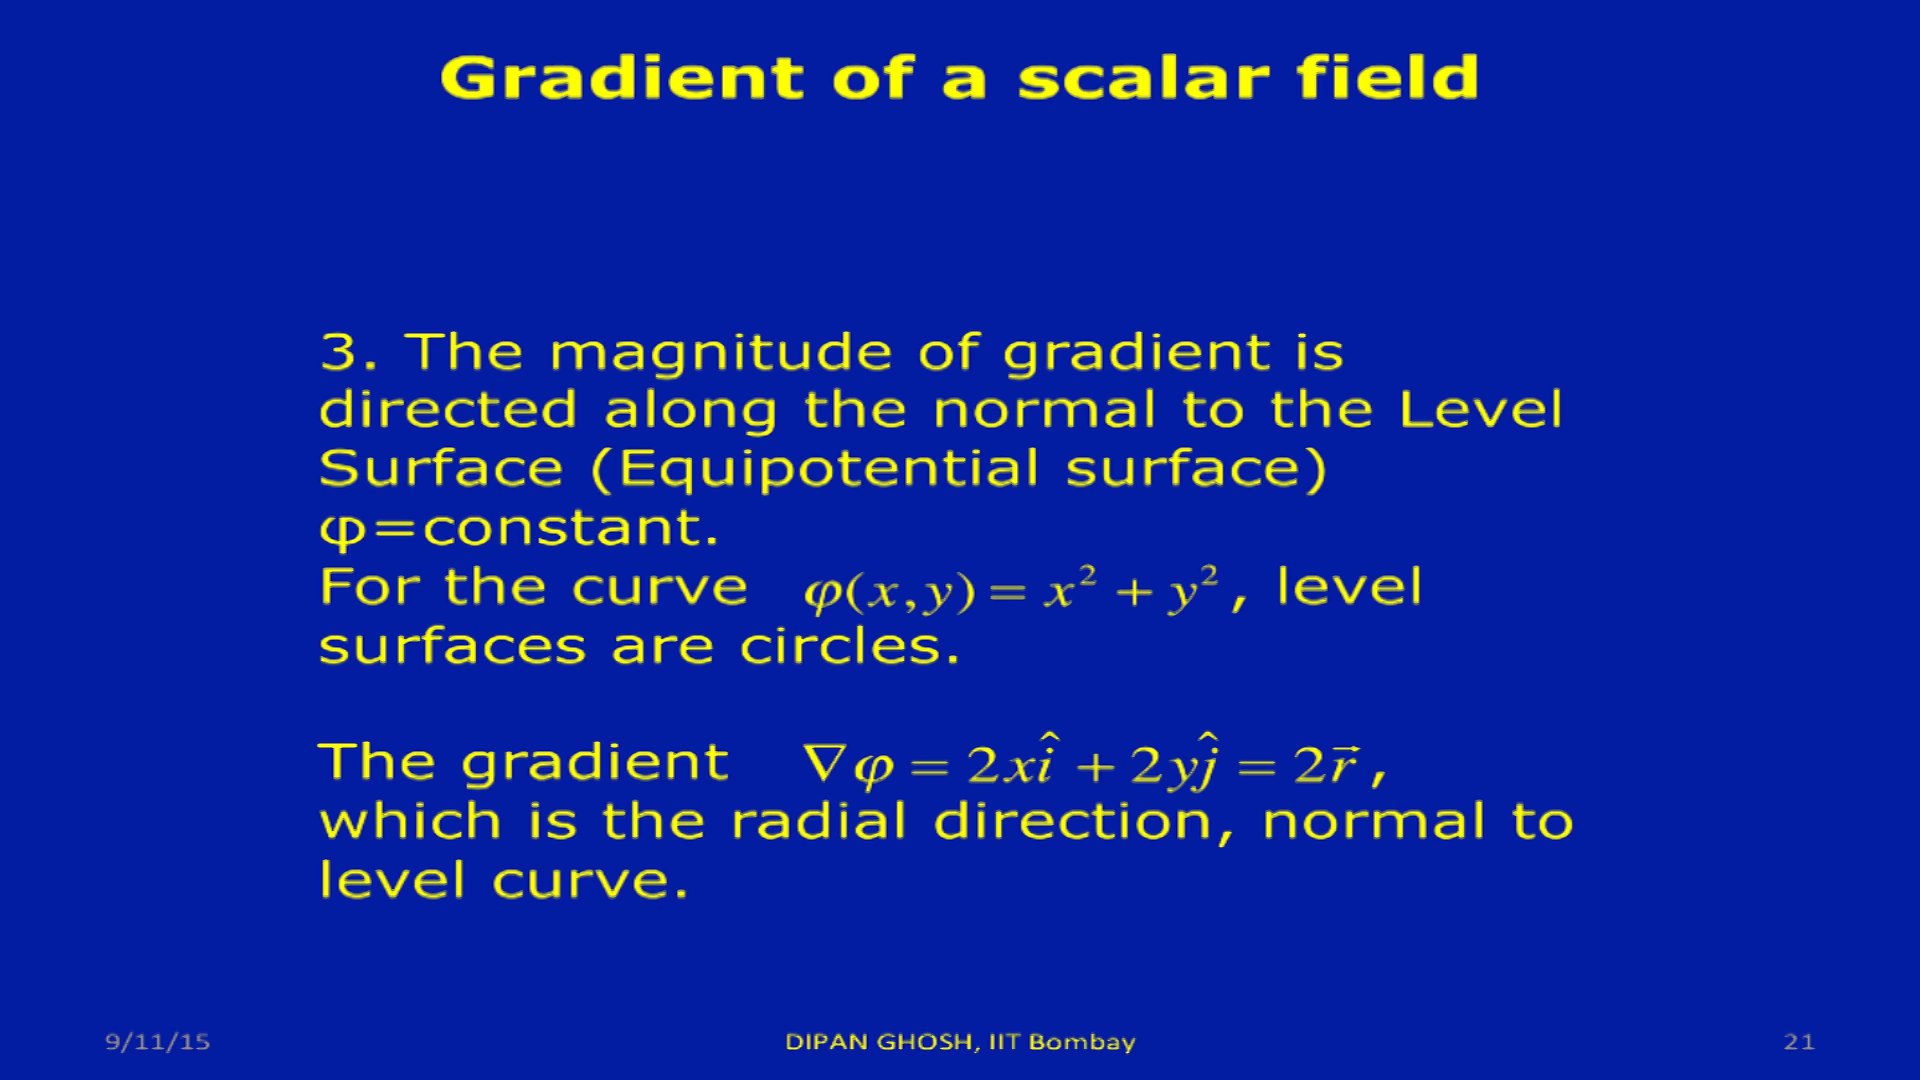 Gradient of a scalar field
3. The magnitude of gradient is
directed along the normal to the Level
Surface (Equipotential surface)
φ=constant.
For the curve φ(x,y) = x² + y², level
surfaces are circles.
The gradient ∇φ = 2xî + 2yĵ = 2r⃗,
which is the radial direction, normal to
level curve.
9/11/15 DIPAN GHOSH, IIT Bombay 21